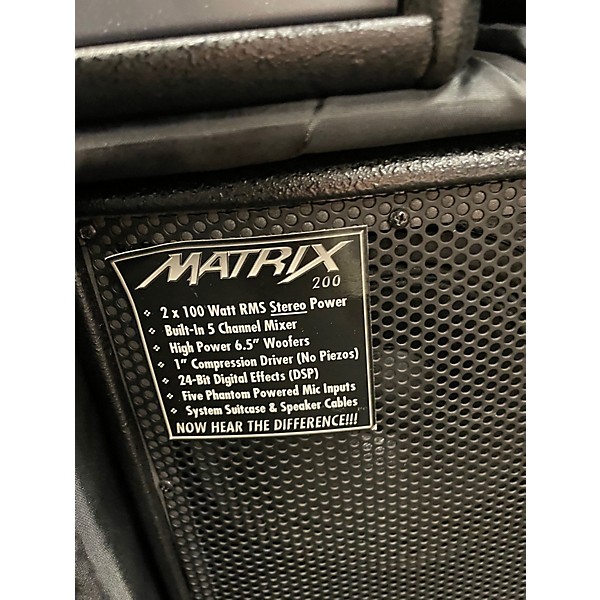 MATRIX
200
❖ 2 x 100 Watt RMS Stereo Power
❖ Built-In 5 Channel Mixer
❖ High Power 6.5" Woofers
❖ 1" Compression Driver (No Piezos)
❖ 24-Bit Digital Effects (DSP)
❖ Five Phantom Powered Mic Inputs
❖ System Suitcase & Speaker Cables
NOW HEAR THE DIFFERENCE!!!